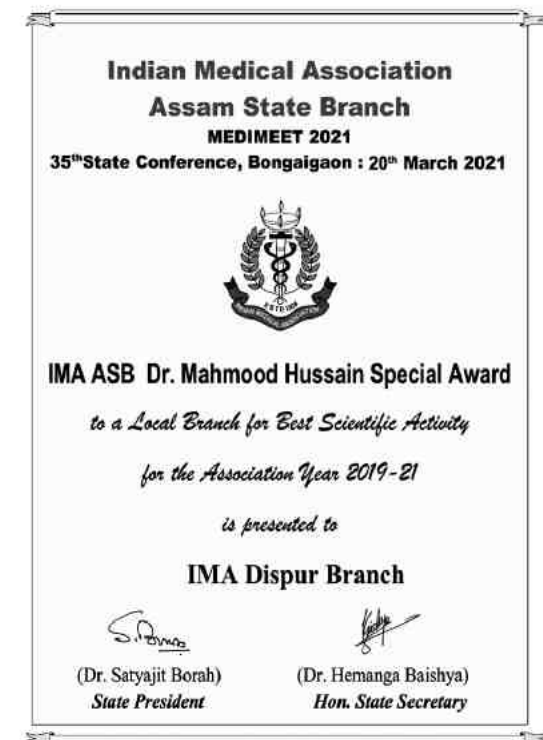 Indian Medical Association
Assam State Branch
MEDIMEET 2021
35thState Conference, Bongaigaon : 20th March 2021
IMA ASB Dr. Mahmood Hussain Special Award
to a Local Branch for Best Scientific Activity
for the Association Year 2019-21
is presented to
IMA Dispur Branch
(Dr. Satyajit Borah)
(Dr. Hemanga Baishya)
State President
Hon. State Secretary